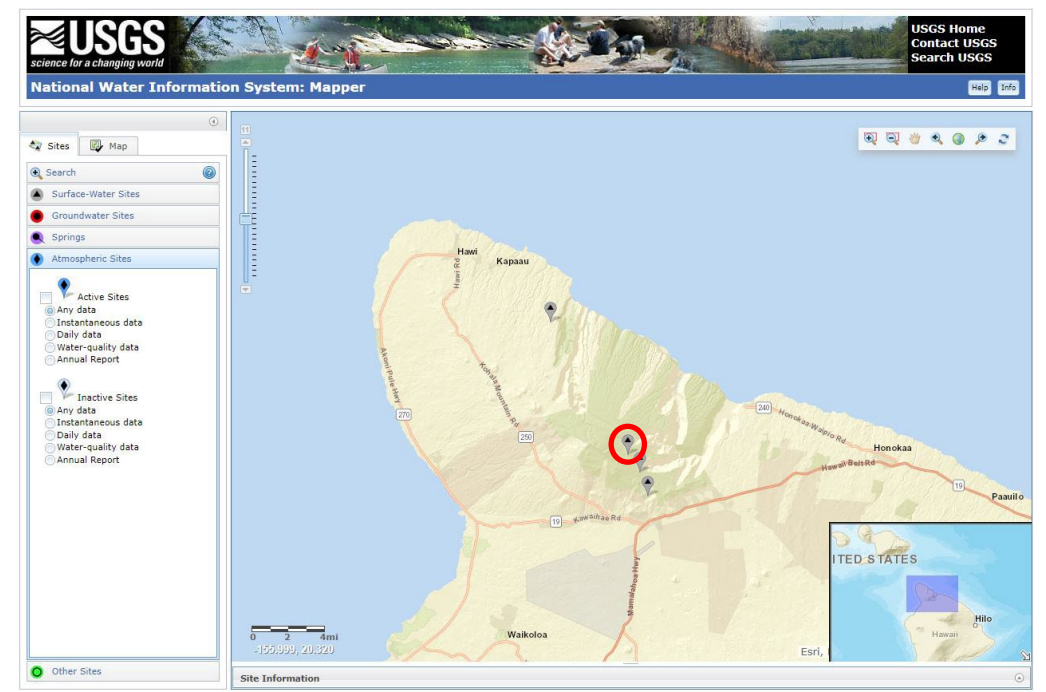 USGS
science for a changing world
USGS Home
Contact USGS
Search USGS
National Water Information System: Mapper
Help
Info
Sites
Map
Search
Surface-Water Sites
Groundwater Sites
Springs
Atmospheric Sites
Active Sites
Any data
Instantaneous data
Daily data
Water-quality data
Annual Report
Inactive Sites
Any data
Instantaneous data
Daily data
Water-quality data
Annual Report
Other Sites
11
Hawi
Kapaau
Hawi Rd
Akoni Pule Hwy
270
Kohala Mountain Rd
250
240
Honokaa-Waipio Rd
Honokaa
Hawaii Belt Rd
19
Paauilo
19
Kawaihae Rd
Mamalahoa Hwy
Waikoloa
0 2 4mi
-155.999, 20.320
Esri,
ITED STATES
Hilo
Hawaii
Site Information